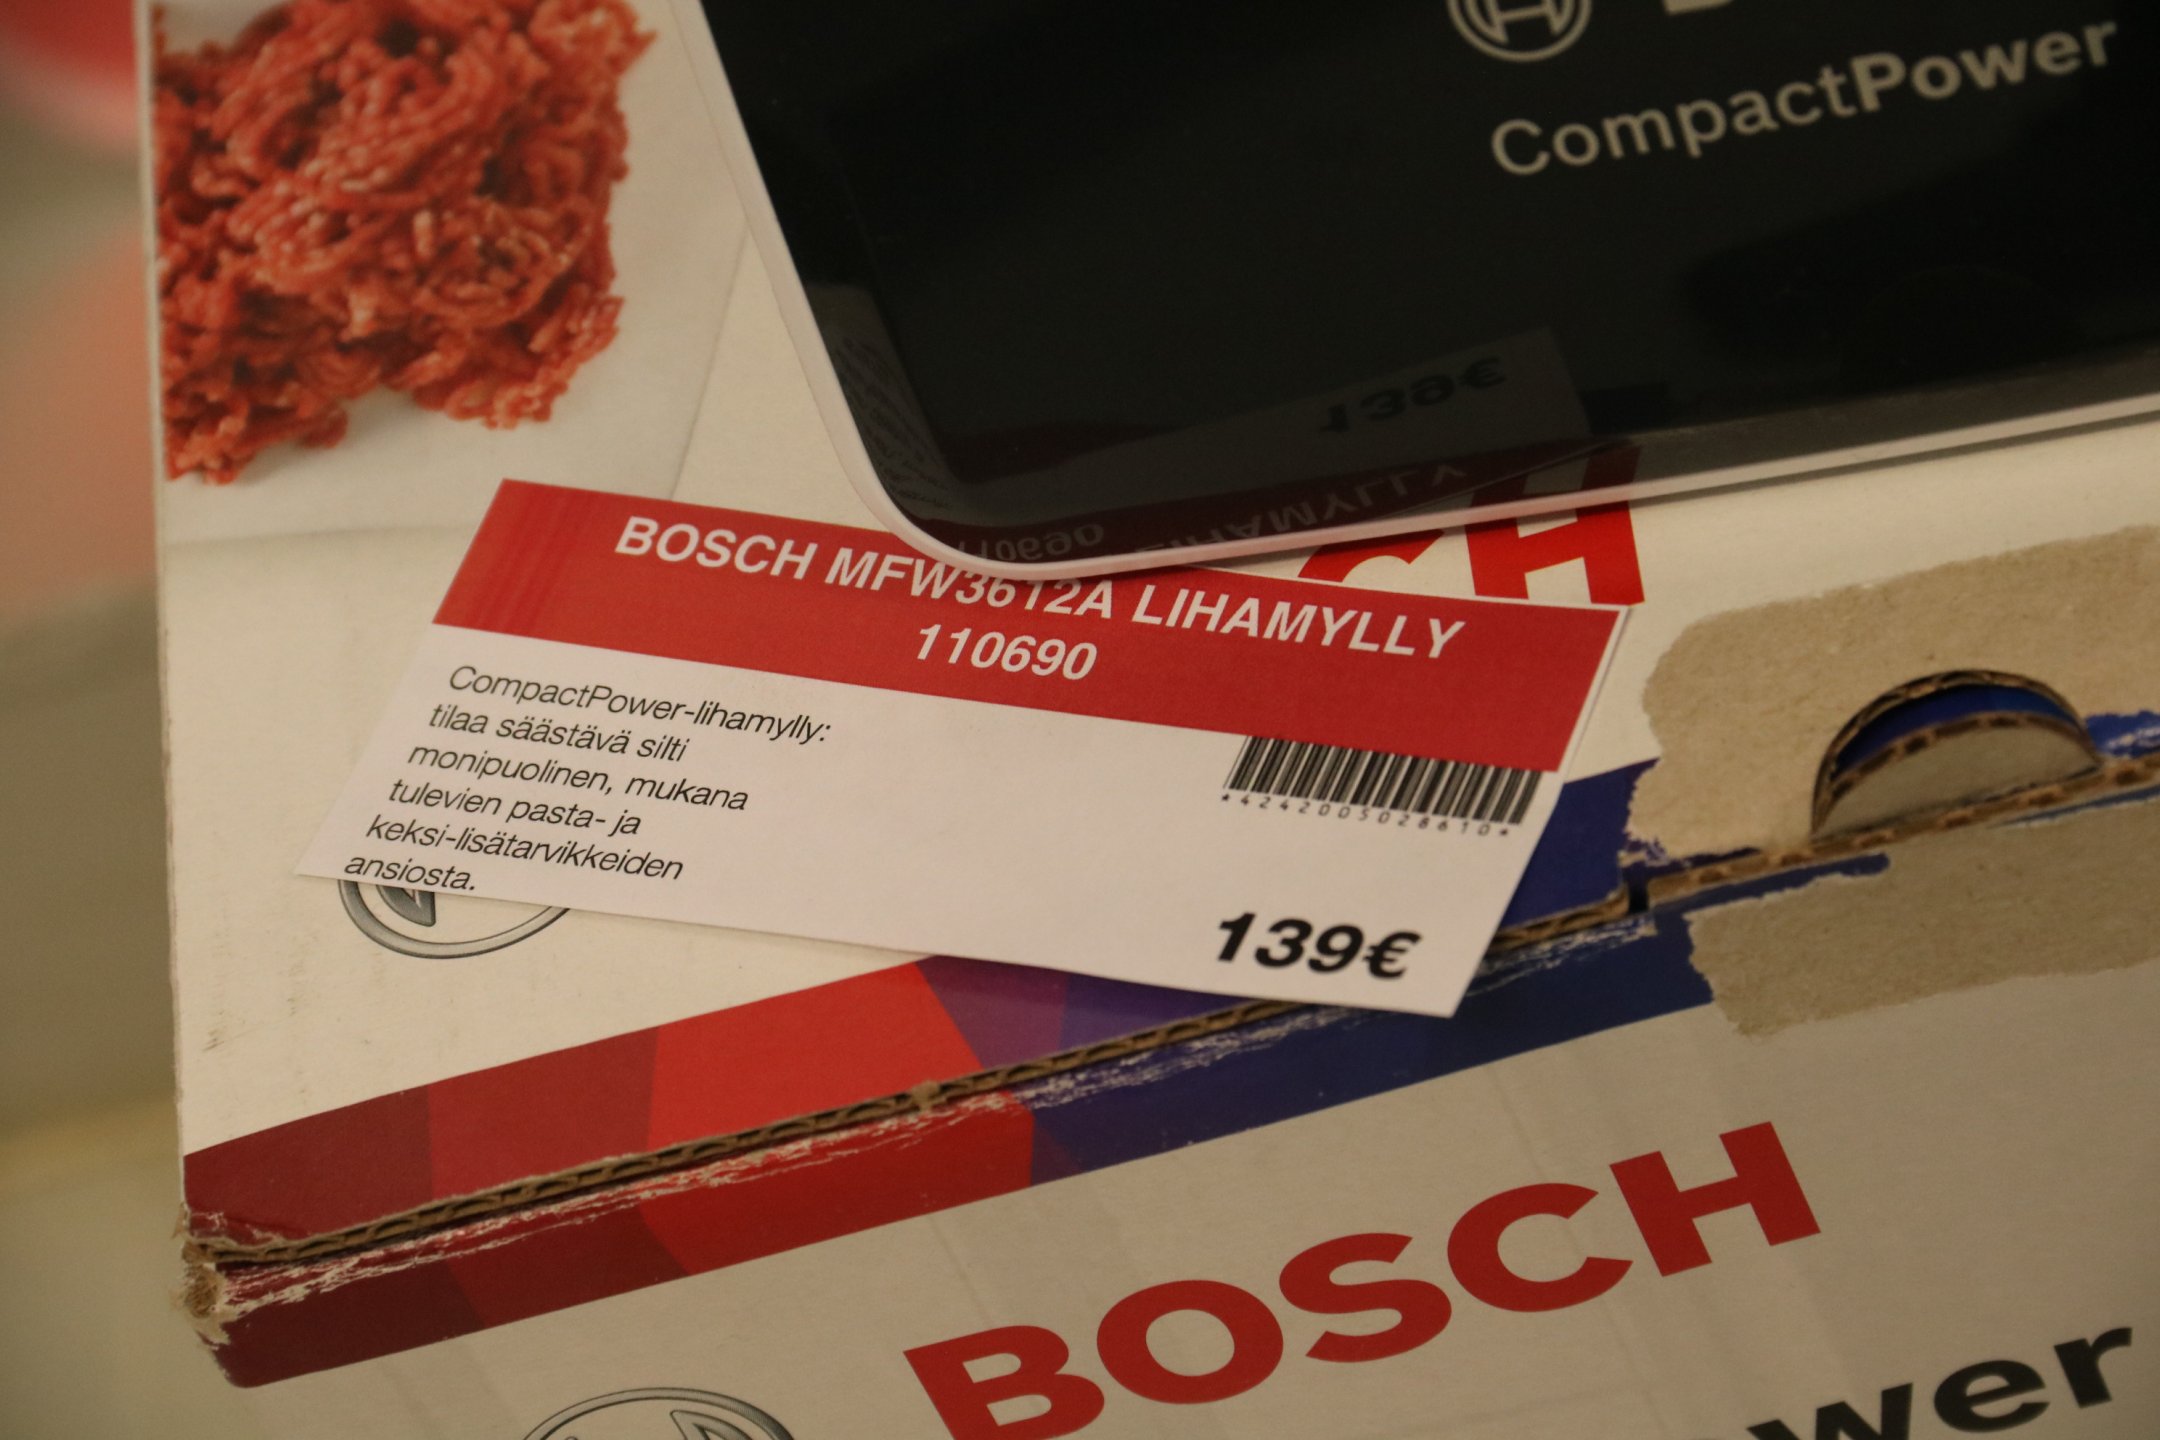 CompactPower
BOSCH MFW3612A LIHAMYLLY
110690
CompactPower-lihamylly:
tilaa säästävä silti
monipuolinen, mukana
tulevien pasta- ja
keksi-lisätarvikkeiden
ansiosta.
*4242005028610*
139€
BOSCH